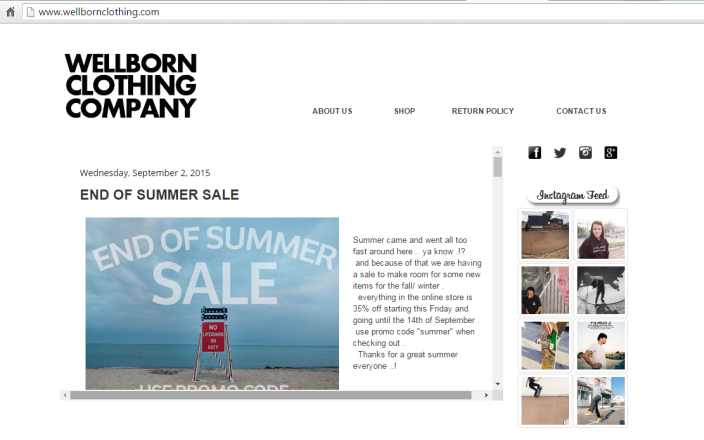 www.wellbornclothing.com
WELLBORN
CLOTHING
COMPANY
ABOUT US
SHOP
RETURN POLICY
CONTACT US
Wednesday, September 2, 2015
END OF SUMMER SALE
END OF SUMMER
SALE
NO
LIFEGUARD
ON
DUTY
USE PROMO CODE
Summer came and went all too
fast around here .. ya know .!?
and because of that we are having
a sale to make room for some new
items for the fall/ winter .
everything in the online store is
35% off starting this Friday and
going until the 14th of September .
use promo code "summer" when
checking out .
Thanks for a great summer
everyone ..!
f
g+
Instagram Feed